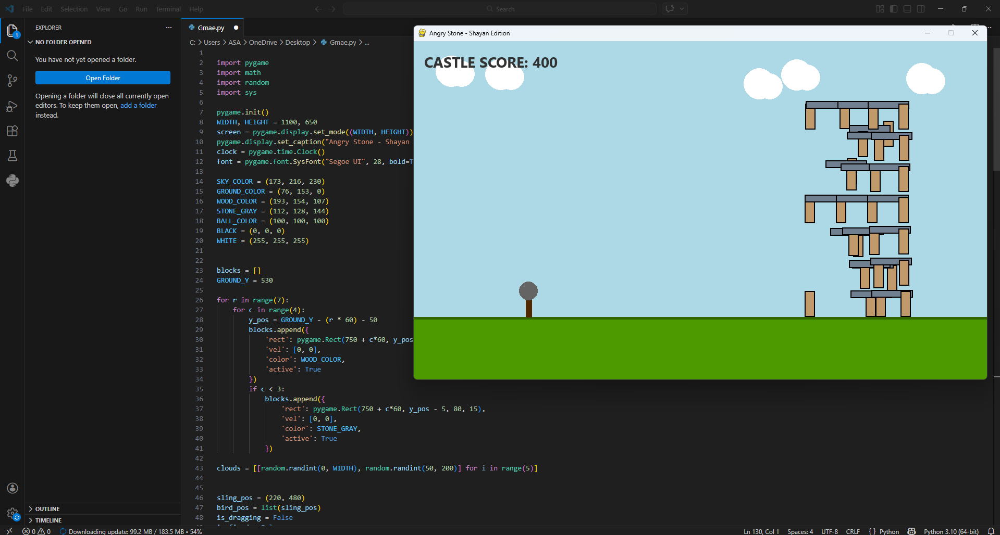 File Edit Selection View Go Run Terminal Help
Search
EXPLORER
NO FOLDER OPENED
You have not yet opened a folder.
Open Folder
Opening a folder will close all currently open
editors. To keep them open, add a folder
instead.
OUTLINE
TIMELINE
1
Gmae.py
C: > Users > ASA > OneDrive > Desktop > Gmae.py > ...
1
2 import pygame
3 import math
4 import random
5 import sys
6
7 pygame.init()
8 WIDTH, HEIGHT = 1100, 650
9 screen = pygame.display.set_mode((WIDTH, HEIGHT))
10 pygame.display.set_caption("Angry Stone - Shayan
11 clock = pygame.time.Clock()
12 font = pygame.font.SysFont("Segoe UI", 28, bold=T
13
14 SKY_COLOR = (173, 216, 230)
15 GROUND_COLOR = (76, 153, 0)
16 WOOD_COLOR = (193, 154, 107)
17 STONE_GRAY = (112, 128, 144)
18 BALL_COLOR = (100, 100, 100)
19 BLACK = (0, 0, 0)
20 WHITE = (255, 255, 255)
21
22
23 blocks = []
24 GROUND_Y = 530
25
26 for r in range(7):
27 for c in range(4):
28 y_pos = GROUND_Y - (r * 60) - 50
29 blocks.append({
30 'rect': pygame.Rect(750 + c*60, y_pos
31 'vel': [0, 0],
32 'color': WOOD_COLOR,
33 'active': True
34 })
35 if c < 3:
36 blocks.append({
37 'rect': pygame.Rect(750 + c*60, y_pos - 5, 80, 15),
38 'vel': [0, 0],
39 'color': STONE_GRAY,
40 'active': True
41 })
42
43 clouds = [[random.randint(0, WIDTH), random.randint(50, 200)] for i in range(5)]
44
45
46 sling_pos = (220, 480)
47 bird_pos = list(sling_pos)
48 is_dragging = False
Angry Stone - Shayan Edition
CASTLE SCORE: 400
0 0 Downloading update: 99.2 MB / 183.5 MB • 54%
Ln 130, Col 1 Spaces: 4 UTF-8 CRLF { } Python Python 3.10 (64-bit)